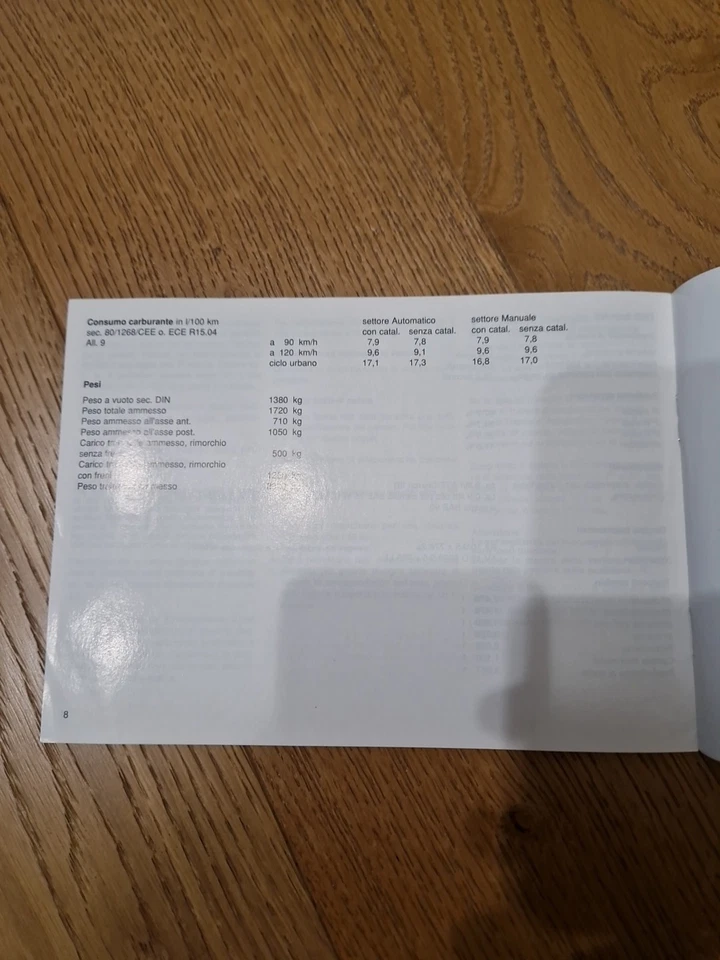 Consumo carburante in l/100 km settore Automatico settore Manuale
sec. 80/1268/CEE o. ECE R15.04 con catal. senza catal. con catal. senza catal.
All. 9 a 90 km/h 7,9 7,8 7,9 7,8
a 120 km/h 9,6 9,1 9,6 9,6
ciclo urbano 17,1 17,3 16,8 17,0
Pesi
Peso a vuoto sec. DIN 1380 kg
Peso totale ammesso 1720 kg
Peso ammesso all'asse ant. 710 kg
Peso ammesso all'asse post. 1050 kg
Carico ammesso, rimorchio
senza 500 kg
Carico ammesso, rimorchio
con
Peso
8